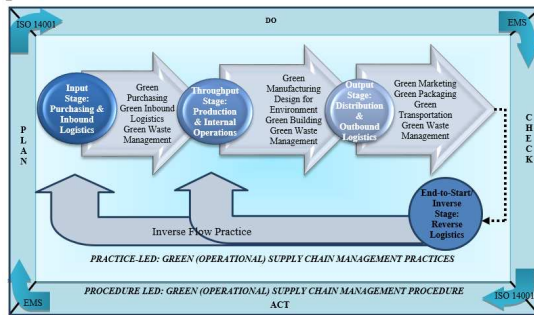 DO
ISO 14001
EMS
PLAN
CHECK
Input
Stage:
Purchasing &
Inbound
Logistics
Green
Purchasing
Green Inbound
Logistics
Green Waste
Management
Throughput
Stage:
Production
& Internal
Operations
Green
Manufacturing
Design for
Environment
Green Building
Green Waste
Management
Output
Stage:
Distribution
&
Outbound
Logistics
Green Marketing
Green Packaging
Green
Transportation
Green Waste
Management
End-to-Start/
Inverse
Stage:
Reverse
Logistics
Inverse Flow Practice
PRACTICE-LED: GREEN (OPERATIONAL) SUPPLY CHAIN MANAGEMENT PRACTICES
PROCEDURE LED: GREEN (OPERATIONAL) SUPPLY CHAIN MANAGEMENT PROCEDURE
EMS
ACT
ISO 14001